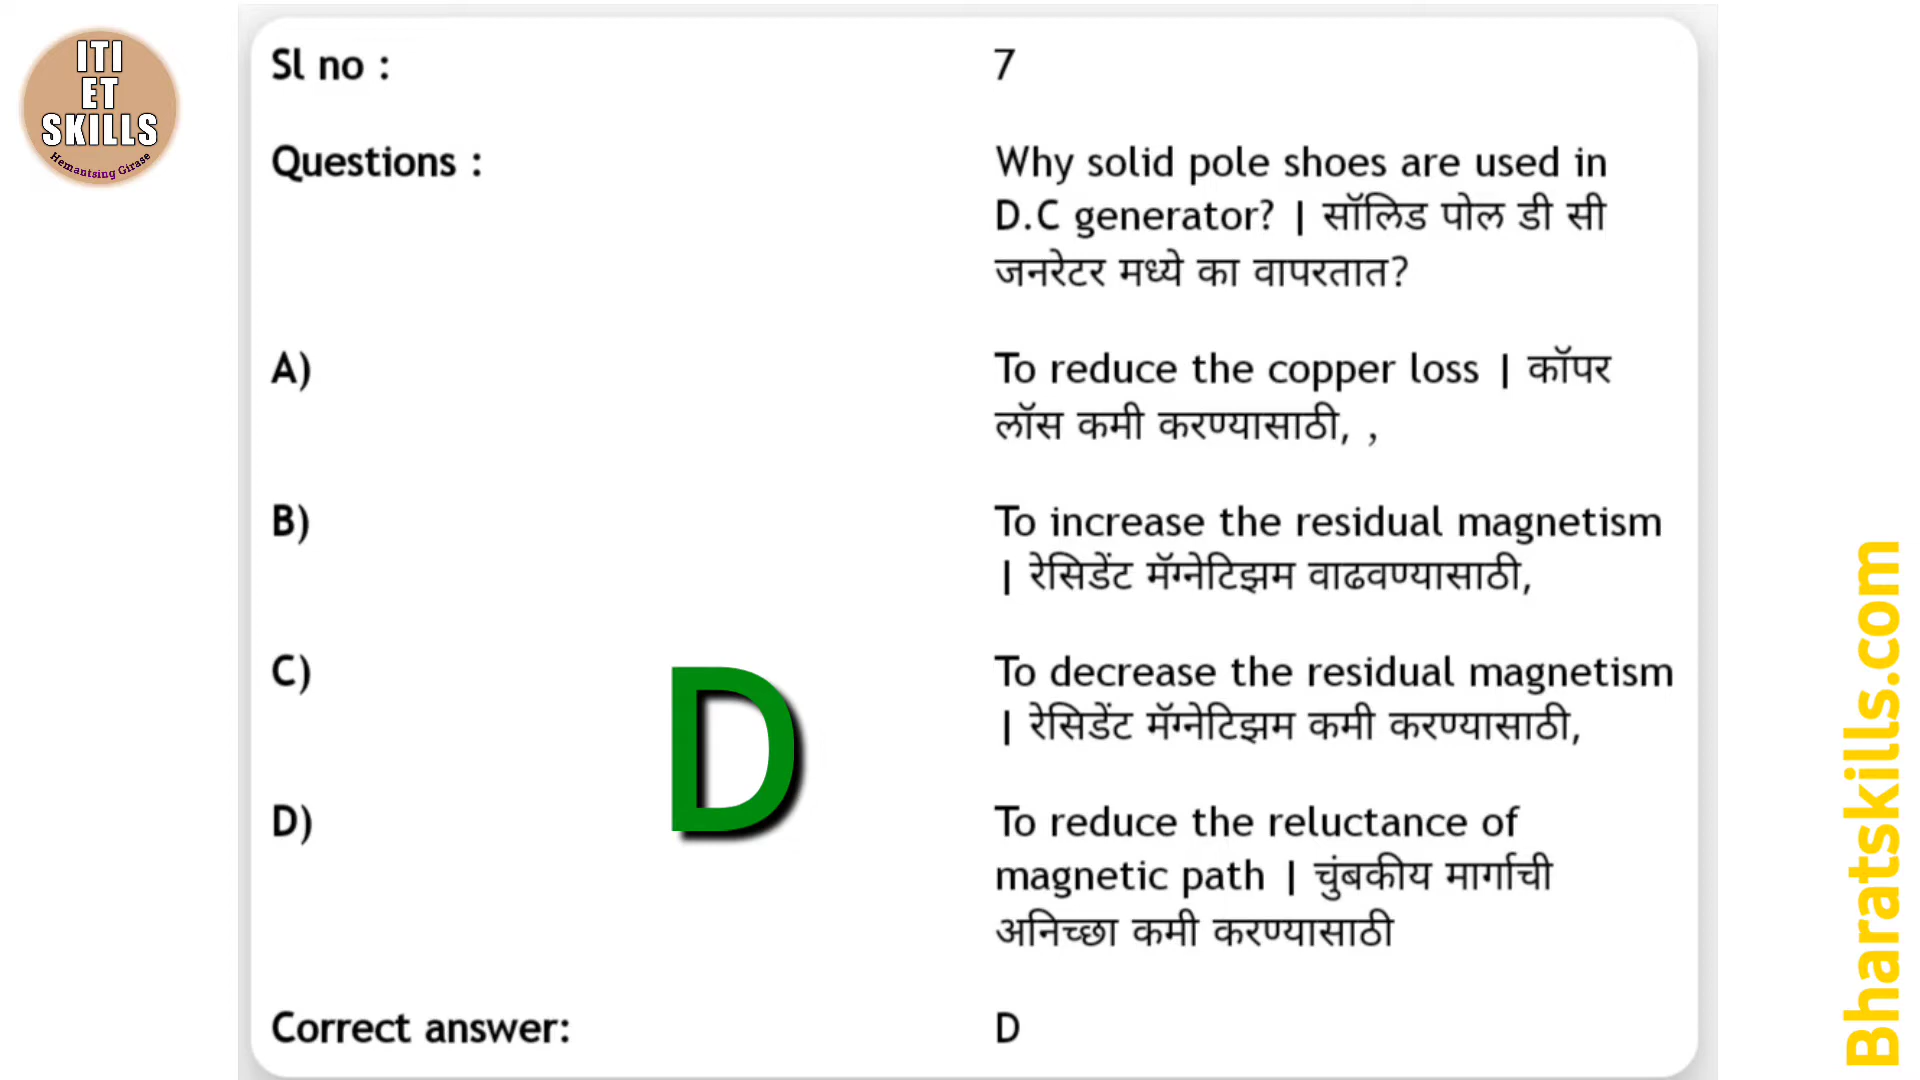 ITI
ET
SKILLS
Hemantsing Girase
Sl no : 7
Questions : Why solid pole shoes are used in
D.C generator? | सॉलिड पोल डी सी
जनरेटर मध्ये का वापरतात?
A) To reduce the copper loss | कॉपर
लॉस कमी करण्यासाठी, ,
B) To increase the residual magnetism
| रेसिडेंट मॅग्नेटिझम वाढवण्यासाठी,
C) To decrease the residual magnetism
| रेसिडेंट मॅग्नेटिझम कमी करण्यासाठी,
D
D) To reduce the reluctance of
magnetic path | चुंबकीय मार्गाची
अनिच्छा कमी करण्यासाठी
Correct answer: D
Bharatskills.com